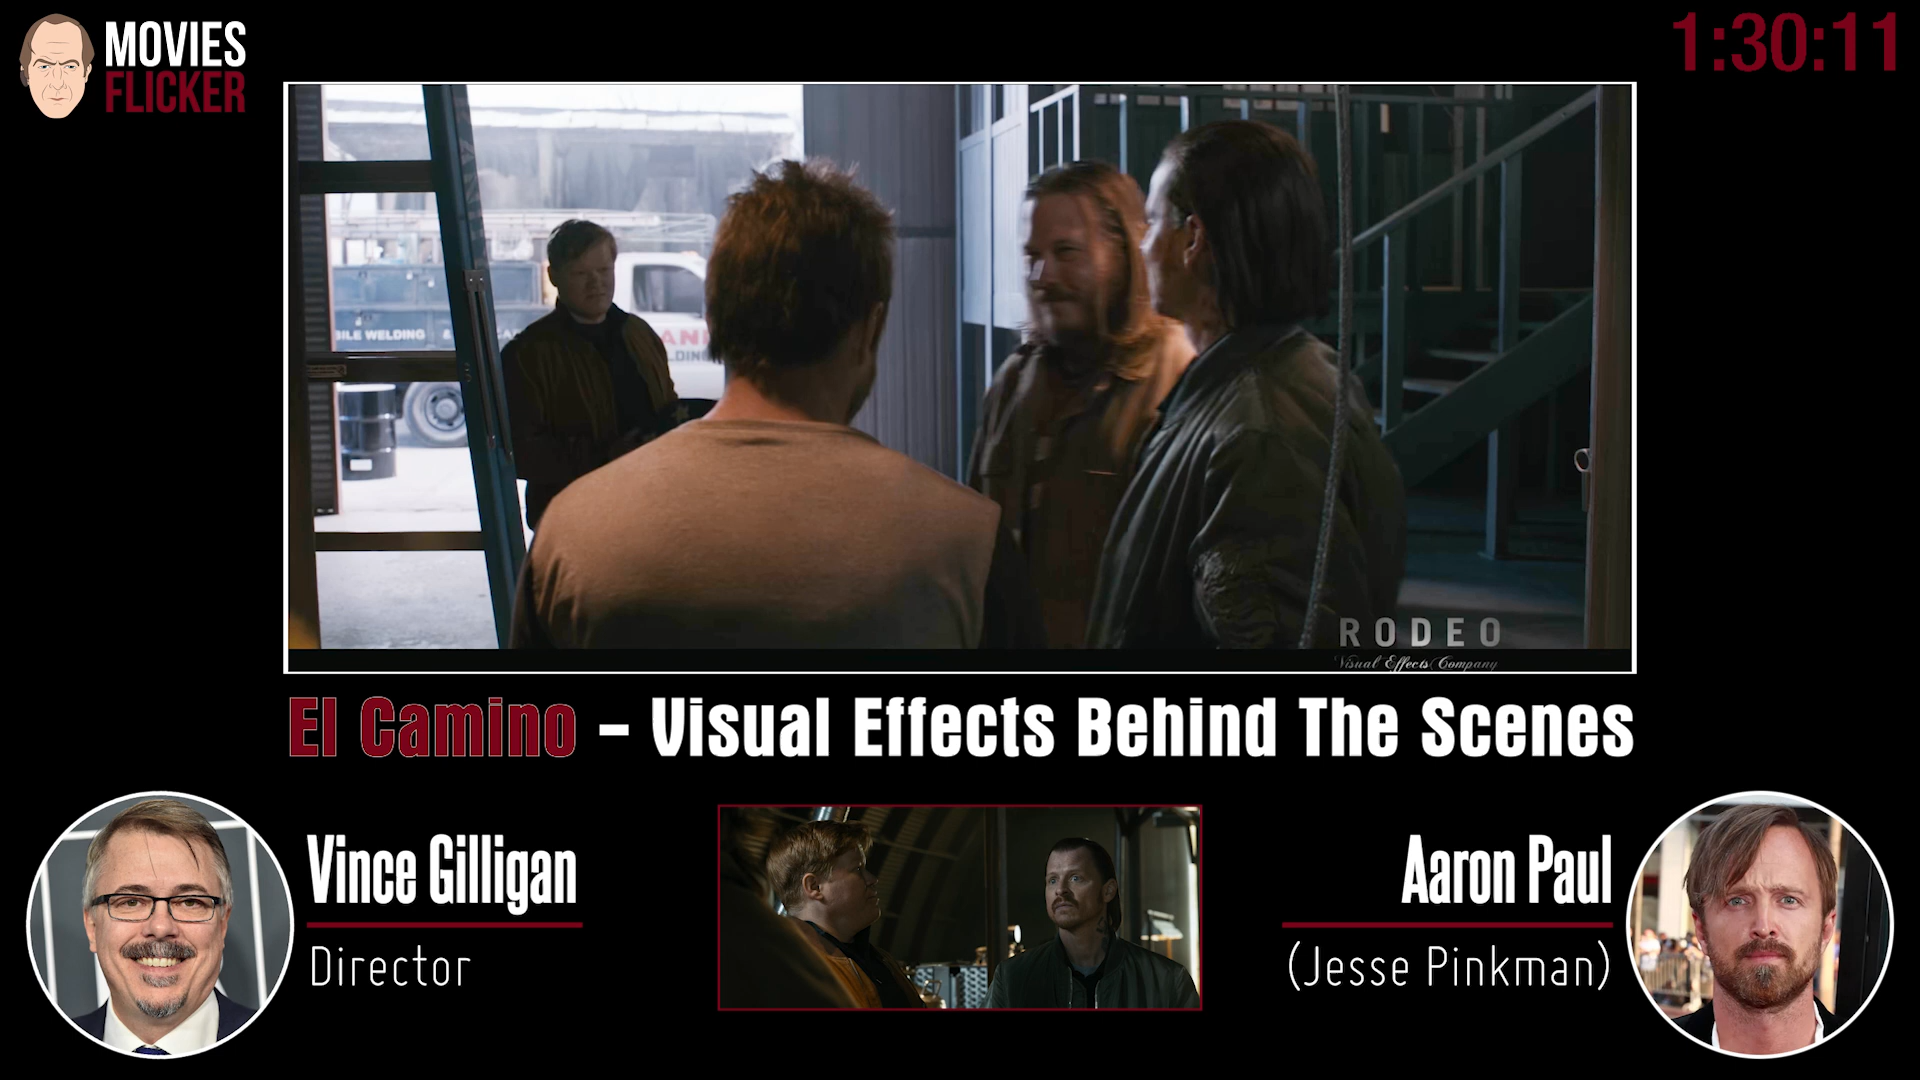 MOVIES
FLICKER
1:30:11
BILE WELDING &
RODEO
Visual Effects Company
El Camino – Visual Effects Behind The Scenes
Vince Gilligan
Director
Aaron Paul
(Jesse Pinkman)